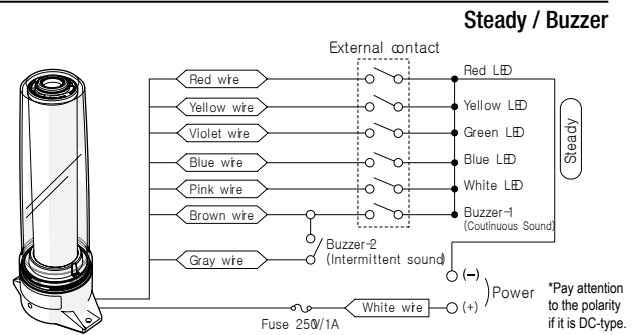 Steady / Buzzer
External contact
Red wire
Red LED
Yellow wire
Yellow LED
Violet wire
Green LED
Blue wire
Blue LED
Pink wire
White LED
Brown wire
Buzzer-1
(Coutinuous Sound)
Steady
Gray wire
Buzzer-2
(Intermittent sound)
(-)
Power
(+)
White wire
Fuse 250V/1A
*Pay attention
to the polarity
if it is DC-type.